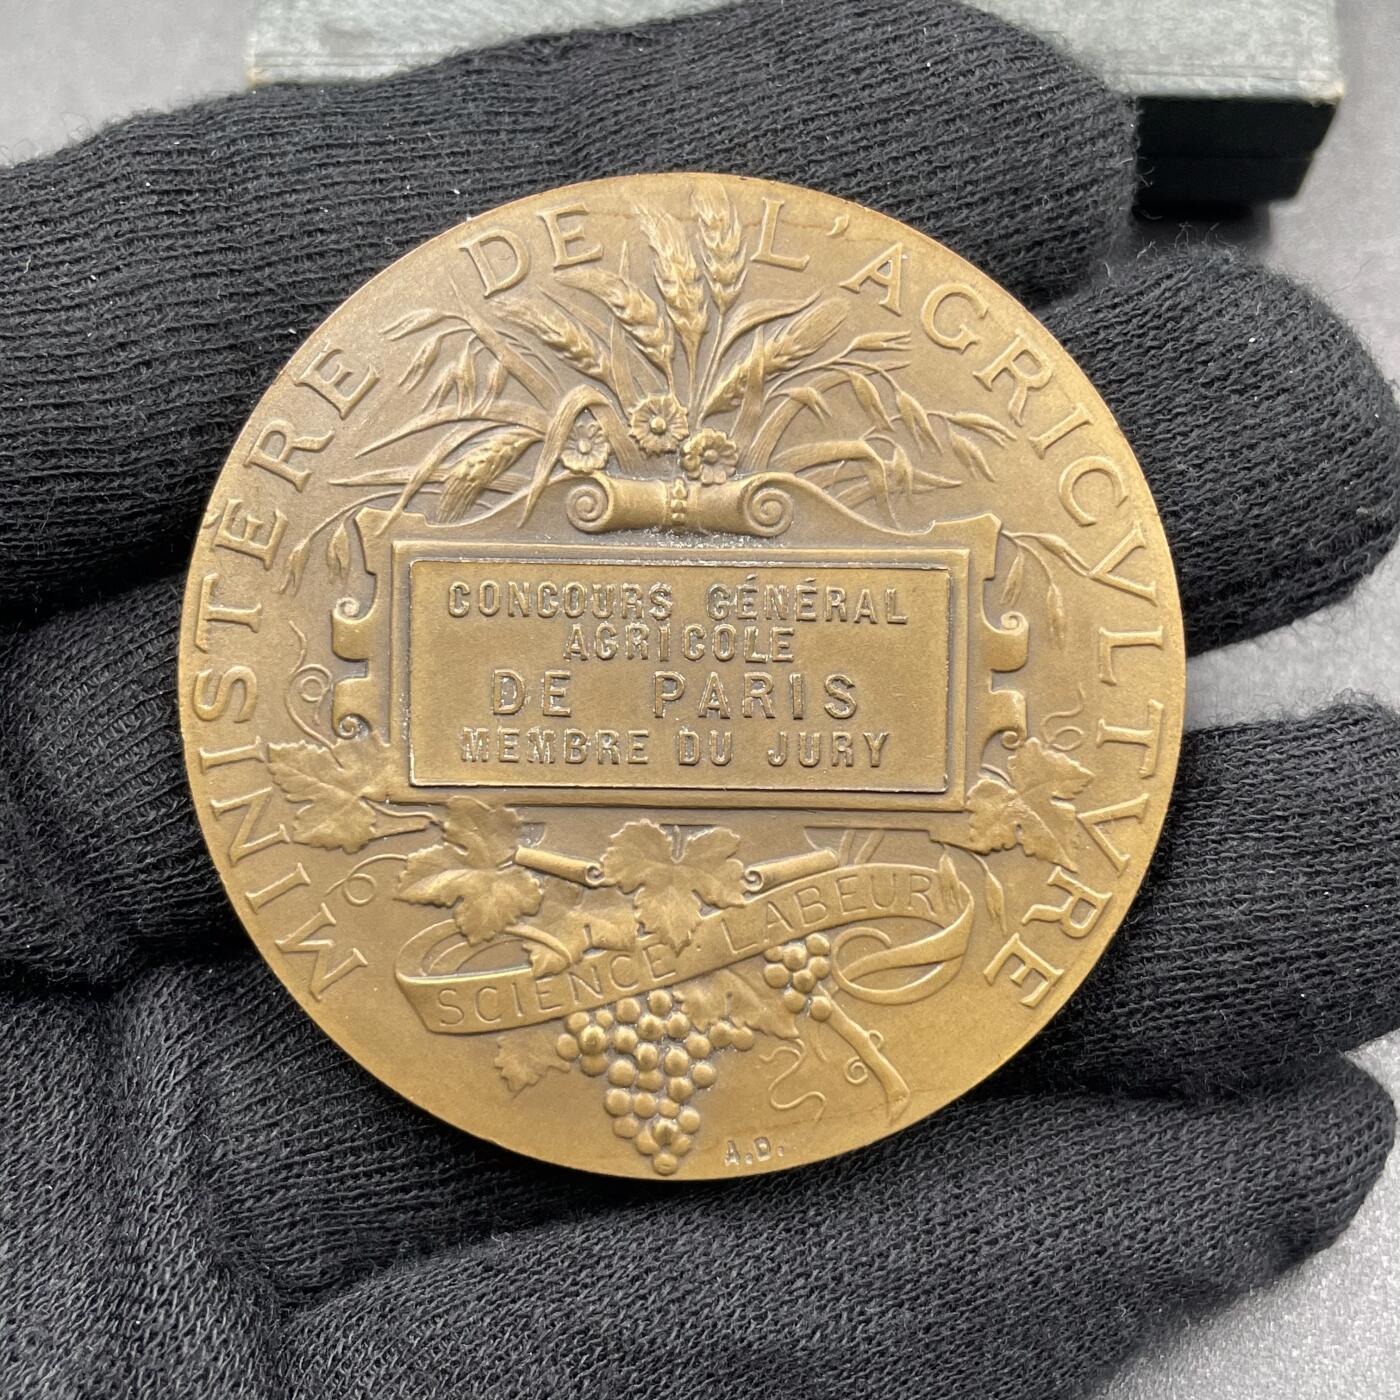 MINISTÈRE DE L'AGRICVLTVRE
CONCOURS GÉNÉRAL
AGRICOLE
DE PARIS
MEMBRE DU JURY
SCIENCE · LABEUR
A.D.